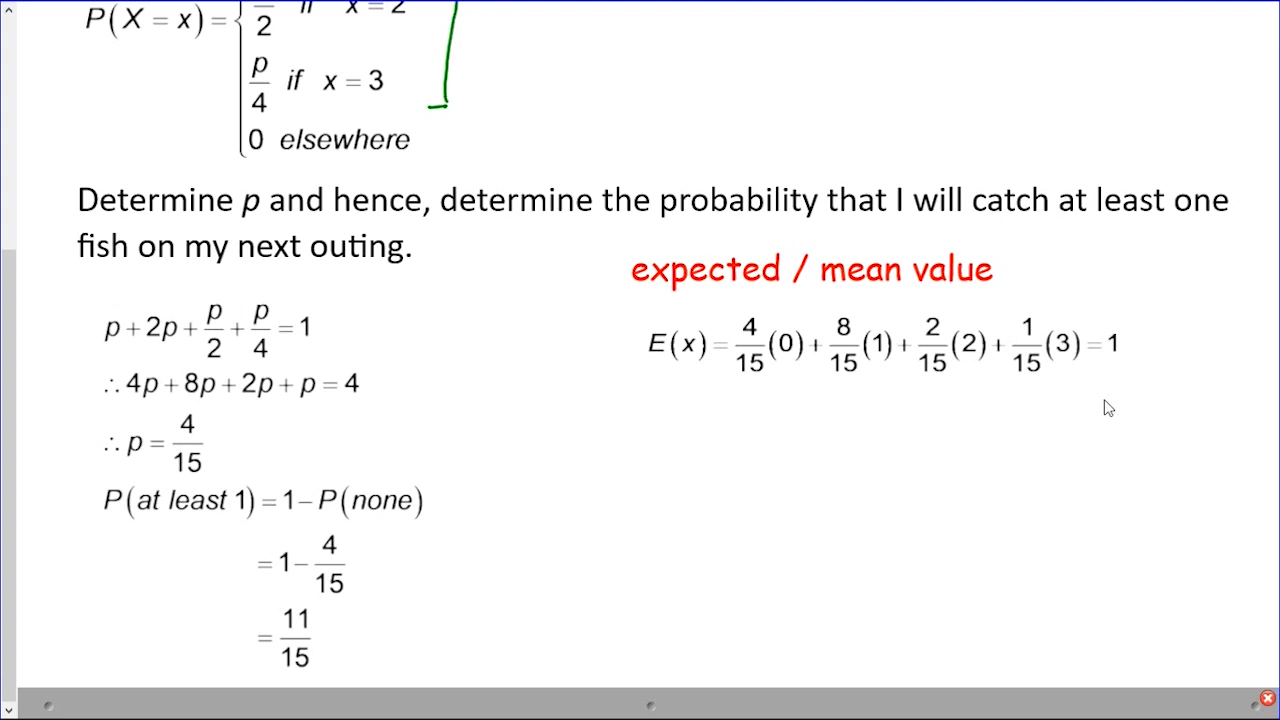 P(X = x) = { p/2 if x = 2
p/4 if x = 3
0 elsewhere
Determine p and hence, determine the probability that I will catch at least one
fish on my next outing.
expected / mean value
p + 2p + p/2 + p/4 = 1
E(x) = 4/15 (0) + 8/15 (1) + 2/15 (2) + 1/15 (3) = 1
∴ 4p + 8p + 2p + p = 4
∴ p = 4/15
P(at least 1) = 1 – P(none)
= 1 – 4/15
= 11/15